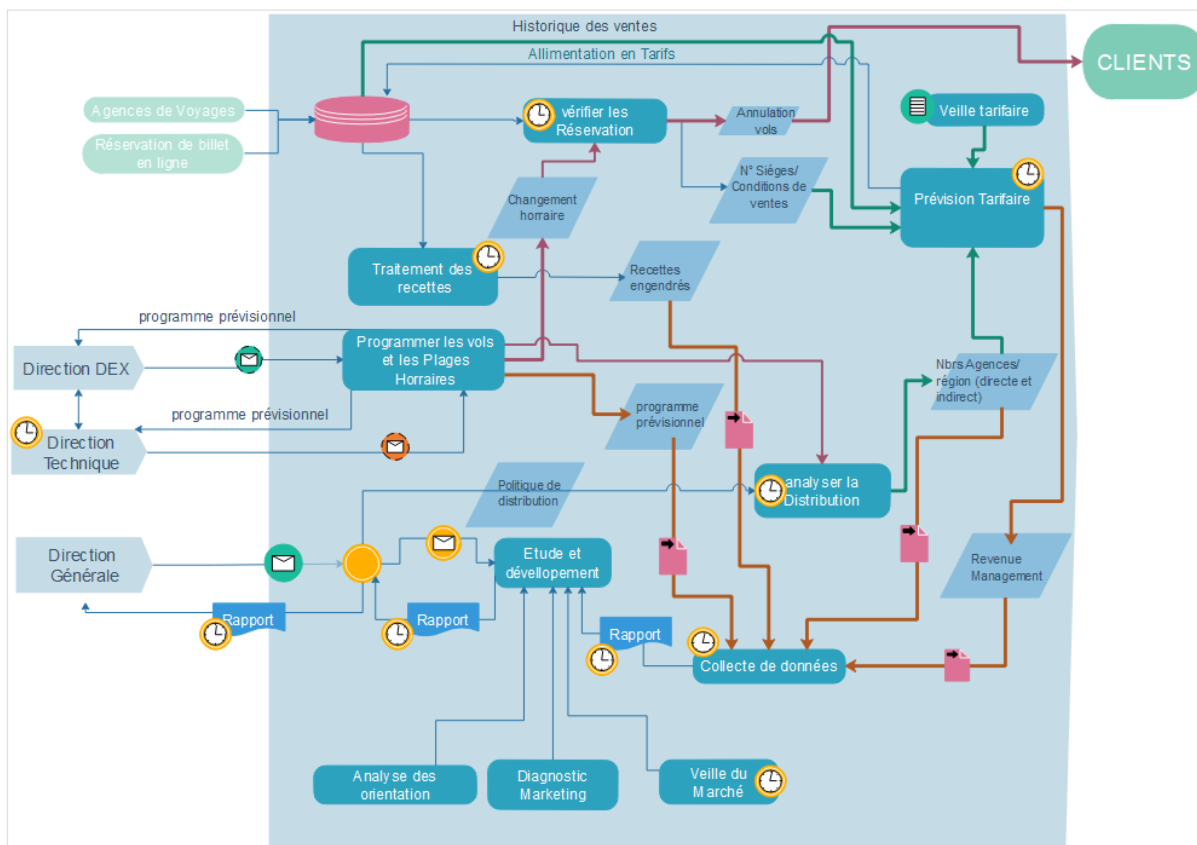 Historique des ventes
Allimentation en Tarifs
CLIENTS
Agences de Voyages
Réservation de billet
en ligne
vérifier les
Réservation
Annulation
vols
Veille tarifaire
N° Siéges/
Conditions de
ventes
Prévision Tarifaire
Changement
horraire
Traitement des
recettes
Recettes
engendrés
programme prévisionnel
Direction DEX
Programmer les vols
et les Plages
Horraires
Nbrs Agences/
région (directe et
indirect)
programme prévisionnel
programme
prévisionnel
Direction
Technique
Politique de
distribution
analyser la
Distribution
Direction
Générale
Etude et
dévellopement
Revenue
Management
Rapport
Rapport
Rapport
Collecte de données
Analyse des
orientation
Diagnostic
Marketing
Veille du
Marché